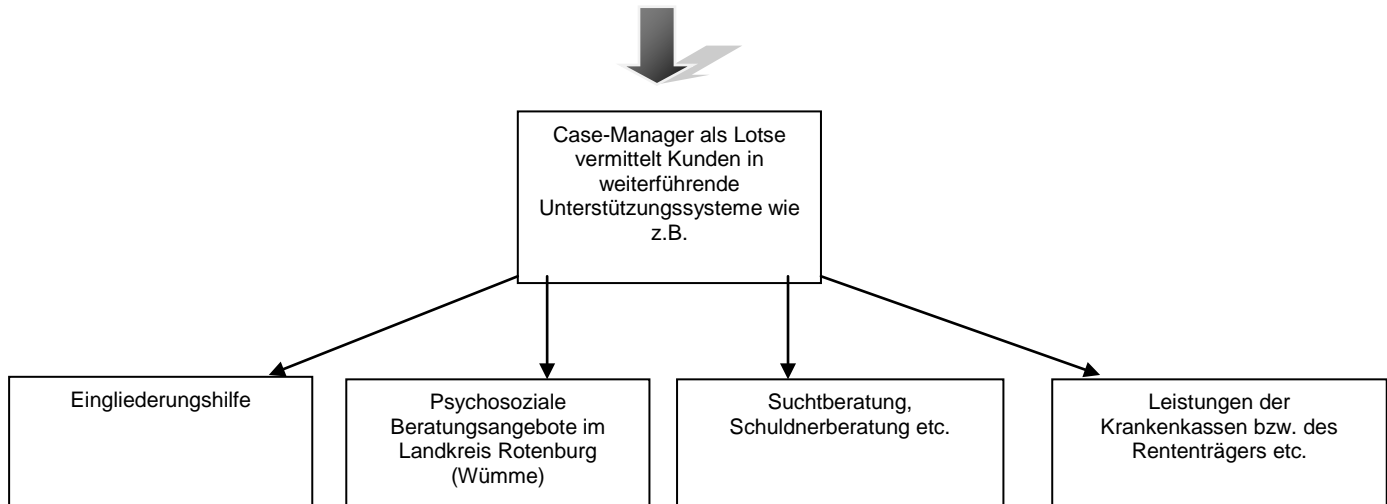 Case-Manager als Lotse
vermittelt Kunden in
weiterführende
Unterstützungssysteme wie
z.B.
Eingliederungshilfe
Psychosoziale
Beratungsangebote im
Landkreis Rotenburg
(Wümme)
Suchtberatung,
Schuldnerberatung etc.
Leistungen der
Krankenkassen bzw. des
Rententrägers etc.